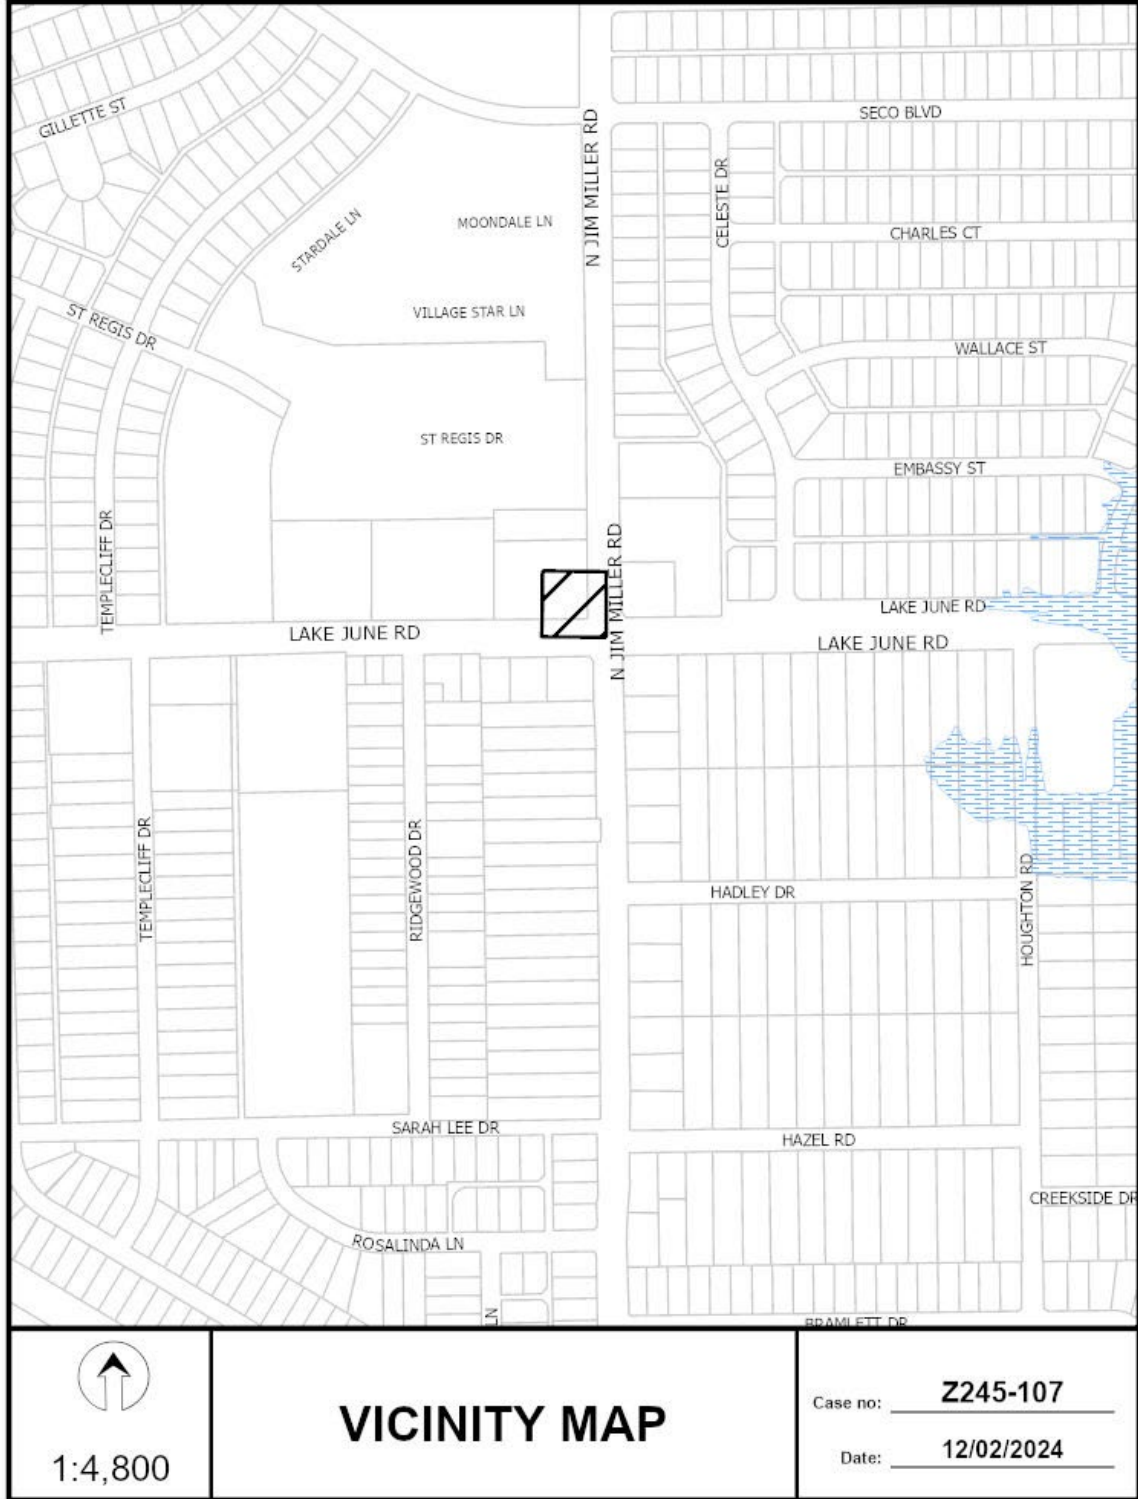 GILLETTE ST
SECO BLVD
N JIM MILLER RD
CELESTE DR
STARDALE LN
MOONDALE LN
CHARLES CT
ST REGIS DR
VILLAGE STAR LN
WALLACE ST
ST REGIS DR
EMBASSY ST
TEMPLECLIFF DR
N JIM MILLER RD
LAKE JUNE RD
LAKE JUNE RD
LAKE JUNE RD
TEMPLECLIFF DR
RIDGEWOOD DR
HADLEY DR
HOUGHTON RD
SARAH LEE DR
HAZEL RD
CREEKSIDE DR
ROSALINDA LN
LN
BRAMLETT DR
1:4,800
VICINITY MAP
Case no: Z245-107
Date: 12/02/2024